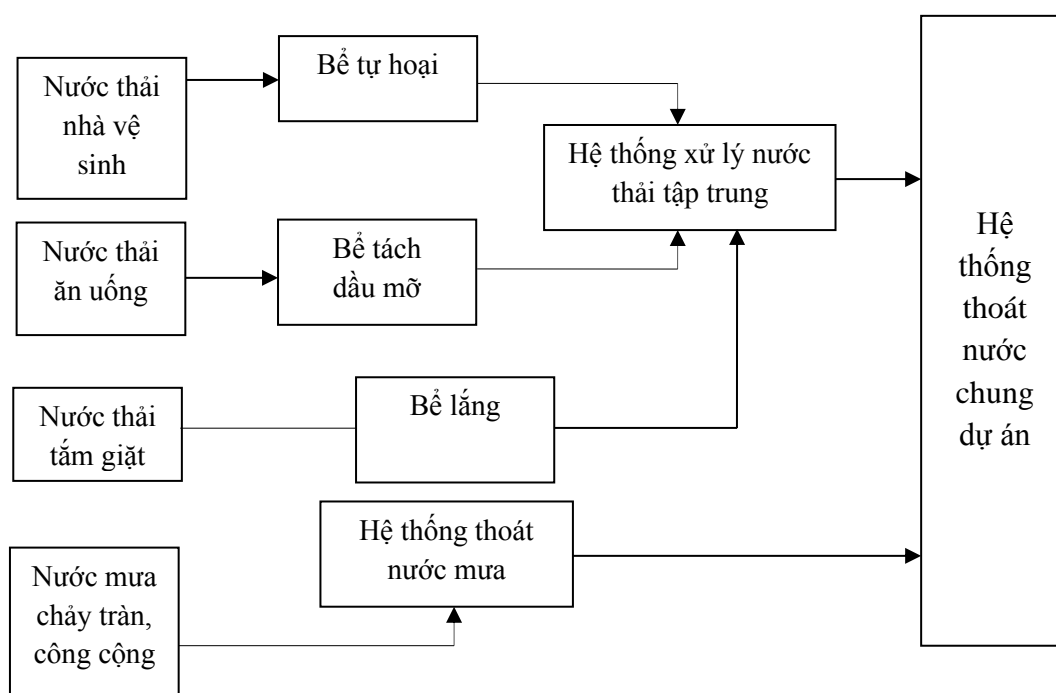 Nước thải
nhà vệ
sinh
Bể tự hoại
Hệ thống xử lý nước
thải tập trung
Nước thải
ăn uống
Bể tách
dầu mỡ
Nước thải
tắm giặt
Bể lắng
Nước mưa
chảy tràn,
công cộng
Hệ thống thoát
nước mưa
Hệ
thống
thoát
nước
chung
dự án